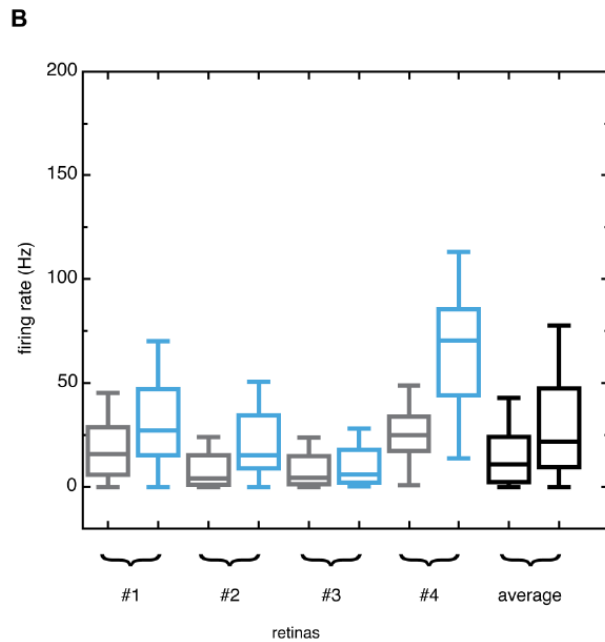 B
200
150
100
50
0
firing rate (Hz)
#1 #2 #3 #4 average
retinas